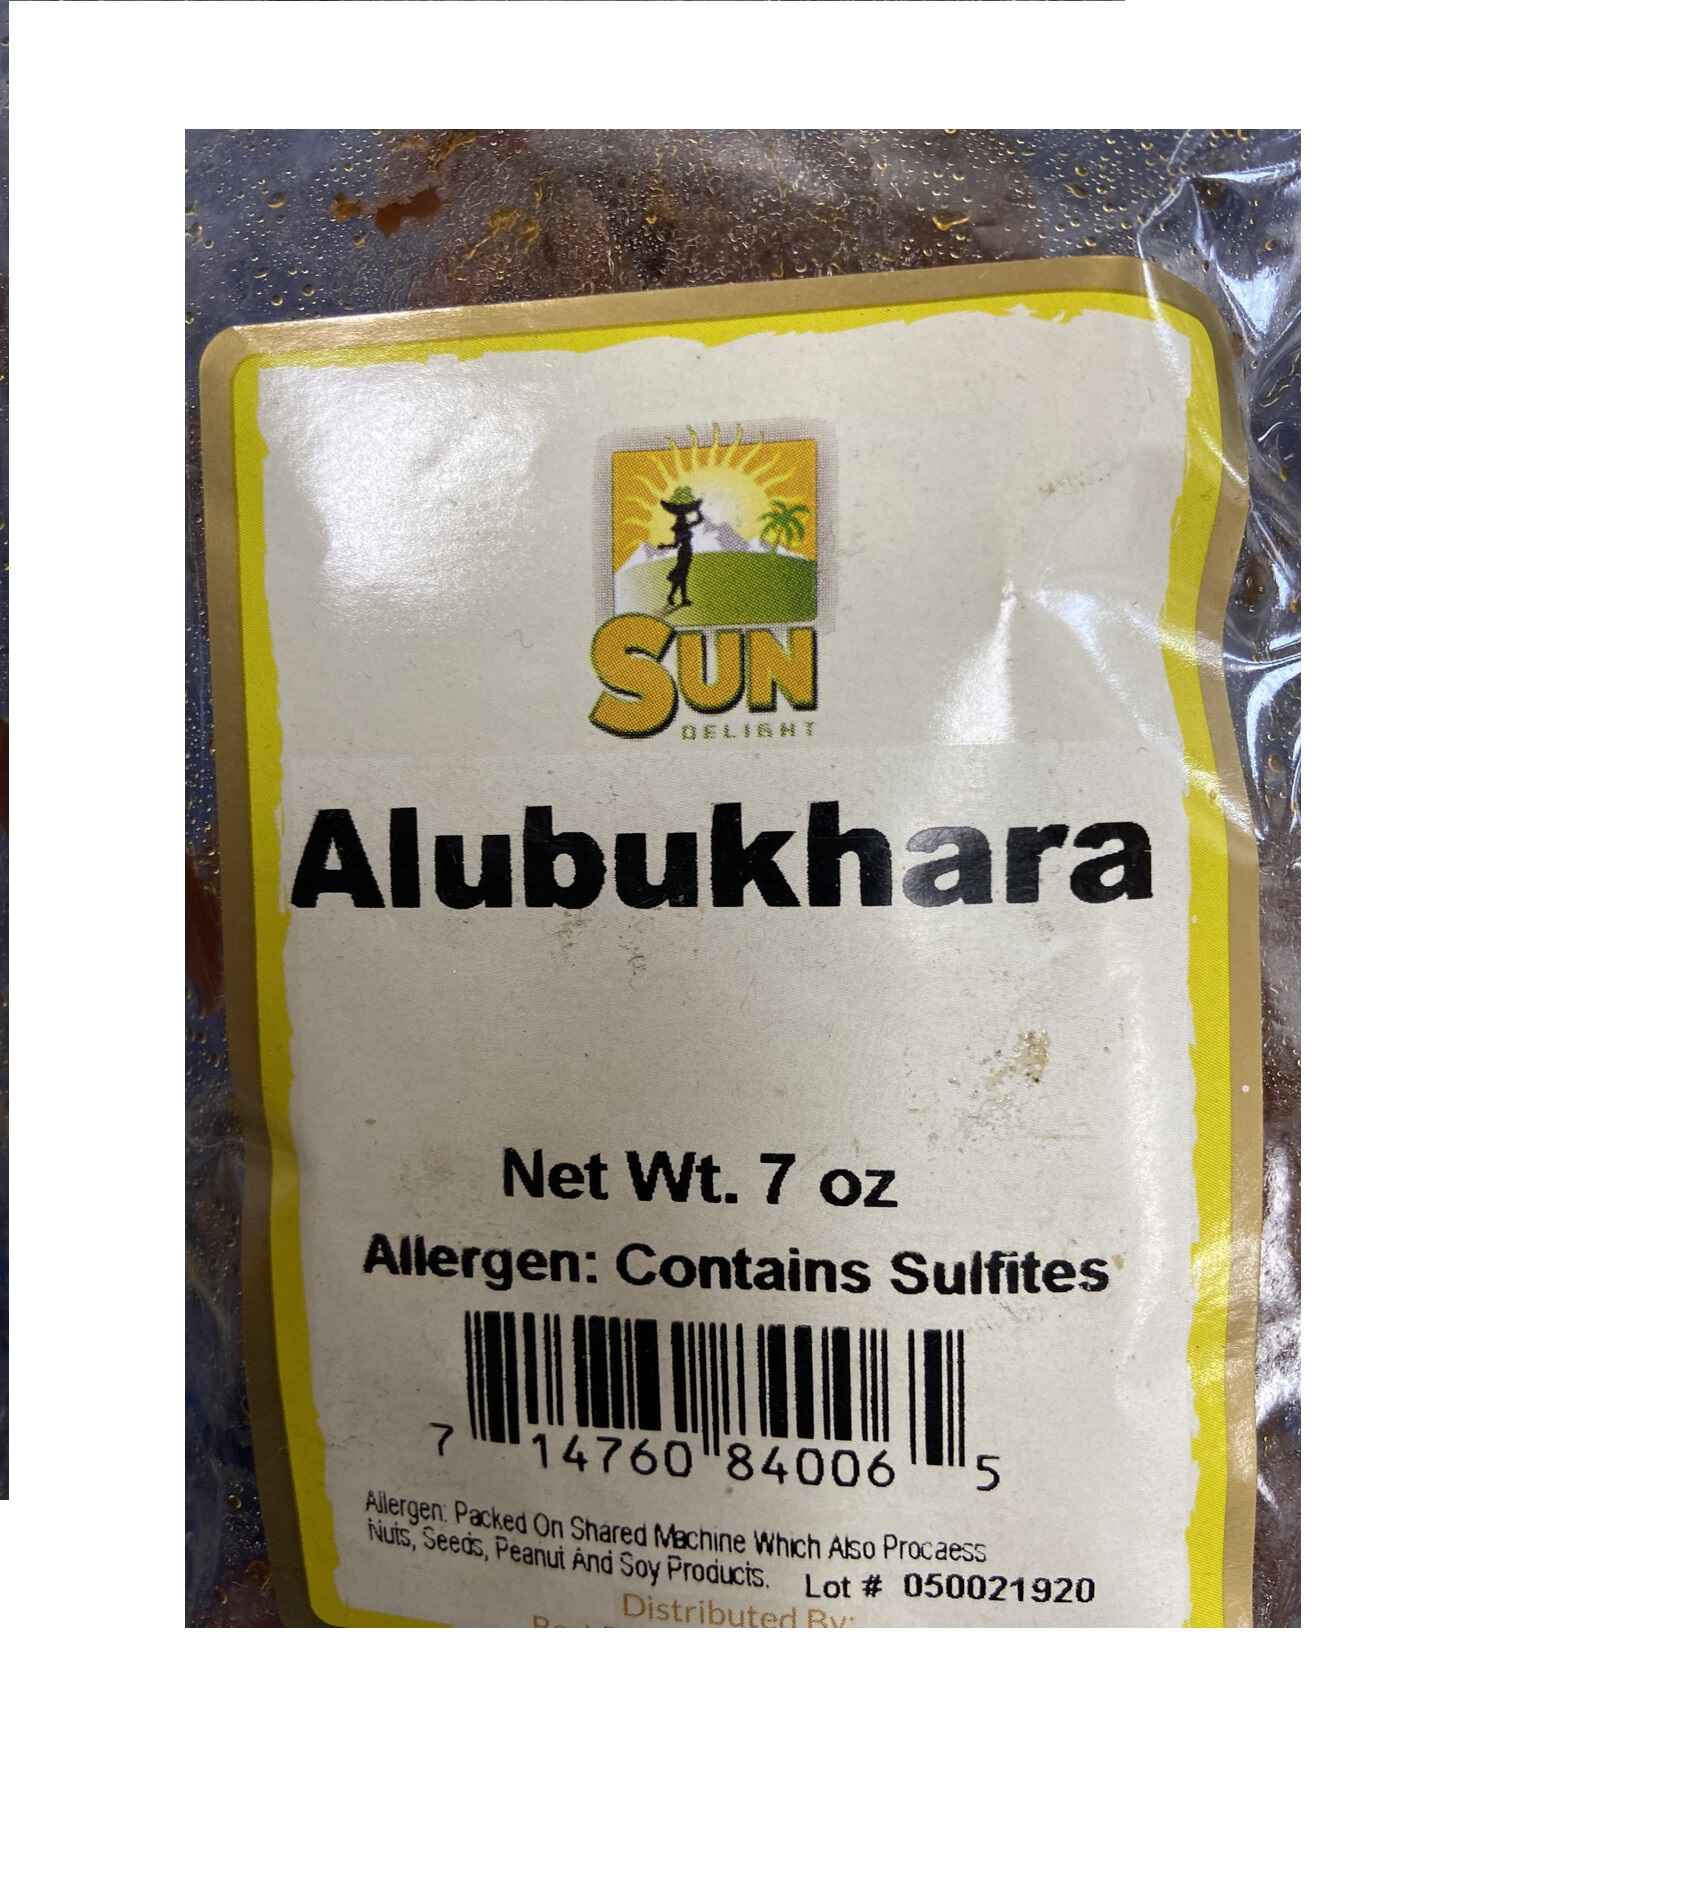 SUN
DELIGHT
Alubukhara
Net Wt. 7 oz
Allergen: Contains Sulfites
7 14760 84006 5
Allergen: Packed On Shared Machine Which Also Procaess
Nuts, Seeds, Peanut And Soy Products.
Lot # 050021920
Distributed By: